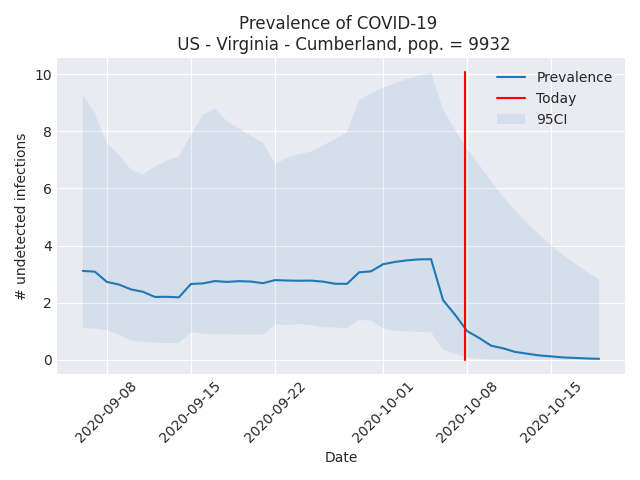 Prevalence of COVID-19
US - Virginia - Cumberland, pop. = 9932
10
8
6
4
2
0
# undetected infections
Prevalence
Today
95CI
2020-09-08
2020-09-15
2020-09-22
2020-10-01
2020-10-08
2020-10-15
Date